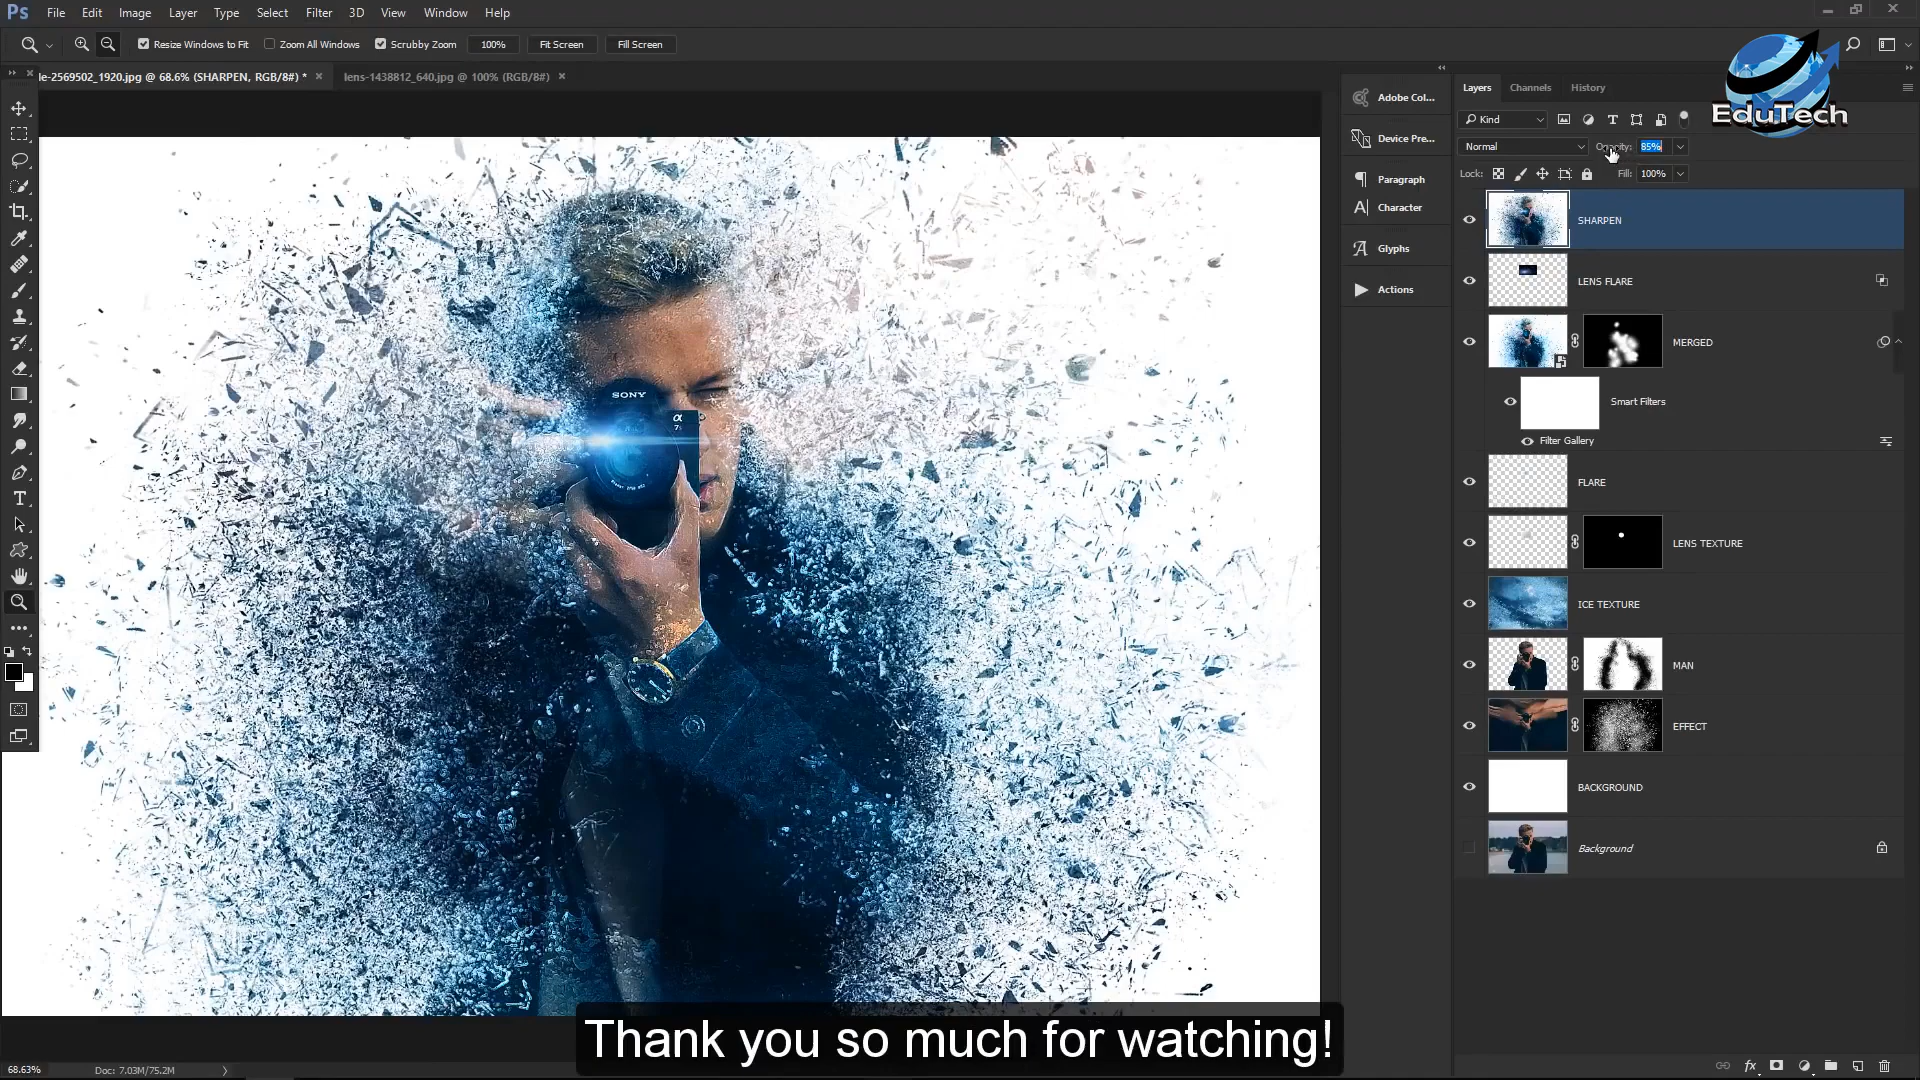 Ps File Edit Image Layer Type Select Filter 3D View Window Help
Resize Windows to Fit Zoom All Windows Scrubby Zoom 100% Fit Screen Fill Screen
le-2569502_1920.jpg @ 68.6% (SHARPEN, RGB/8#) * × lens-1438812_640.jpg @ 100% (RGB/8#) ×
EduTech
Adobe Col...
Device Pre...
Paragraph
Character
Glyphs
Actions
Layers Channels History
Kind
Normal Opacity: 85%
Lock: Fill: 100%
SHARPEN
LENS FLARE
MERGED
Smart Filters
Filter Gallery
FLARE
LENS TEXTURE
ICE TEXTURE
MAN
EFFECT
BACKGROUND
Background
SONY
α
7
Thank you so much for watching!
68.63% Doc: 7.03M/75.2M
fx